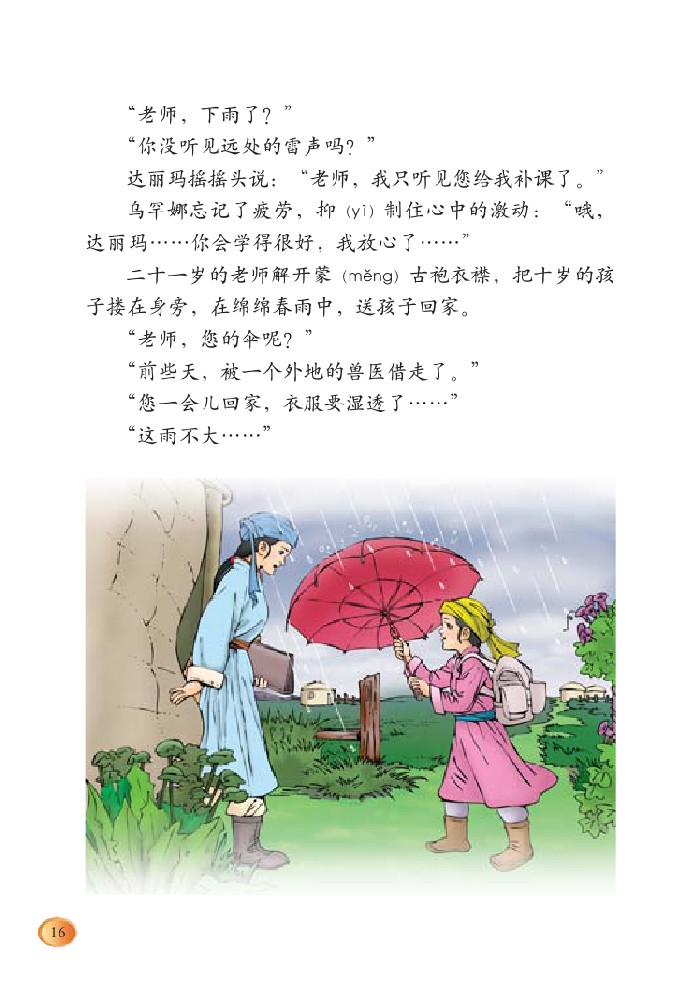 “老师，下雨了？”
“你没听见远处的雷声吗？”
达丽玛摇摇头说：“老师，我只听见您给我补课了。”
乌罕娜忘记了疲劳，抑（yì）制住心中的激动：“哦，
达丽玛……你会学得很好，我放心了……”
二十一岁的老师解开蒙（měng）古袍衣襟，把十岁的孩
子搂在身旁，在绵绵春雨中，送孩子回家。
“老师，您的伞呢？”
“前些天，被一个外地的兽医借走了。”
“您一会儿回家，衣服要湿透了……”
“这雨不大……”
16